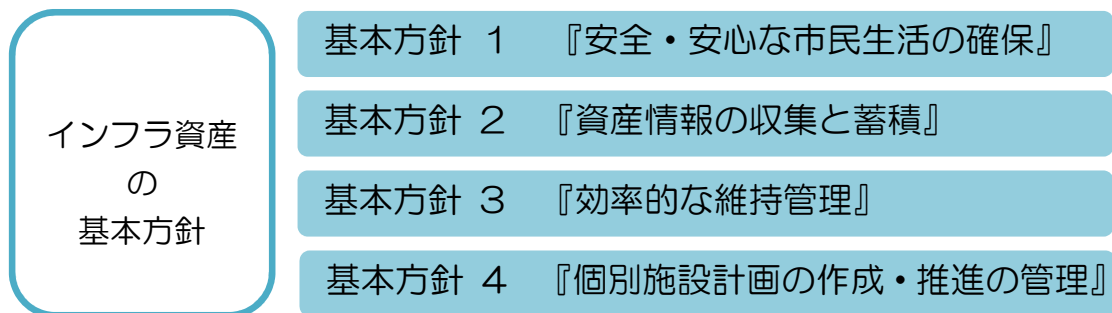 インフラ資産
の
基本方針
基本方針 １ 『安全・安心な市民生活の確保』
基本方針 ２ 『資産情報の収集と蓄積』
基本方針 ３ 『効率的な維持管理』
基本方針 ４ 『個別施設計画の作成・推進の管理』